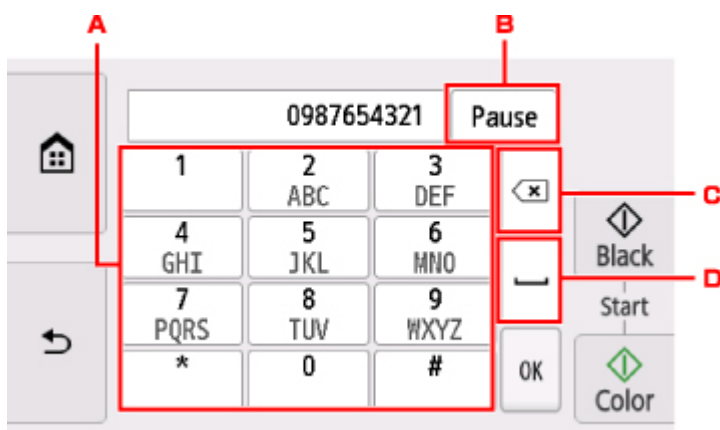 A
B
0987654321 Pause
1 2 3
ABC DEF
C
4 5 6
GHI JKL MNO
Black
D
7 8 9
PQRS TUV WXYZ
Start
* 0 # OK
Color